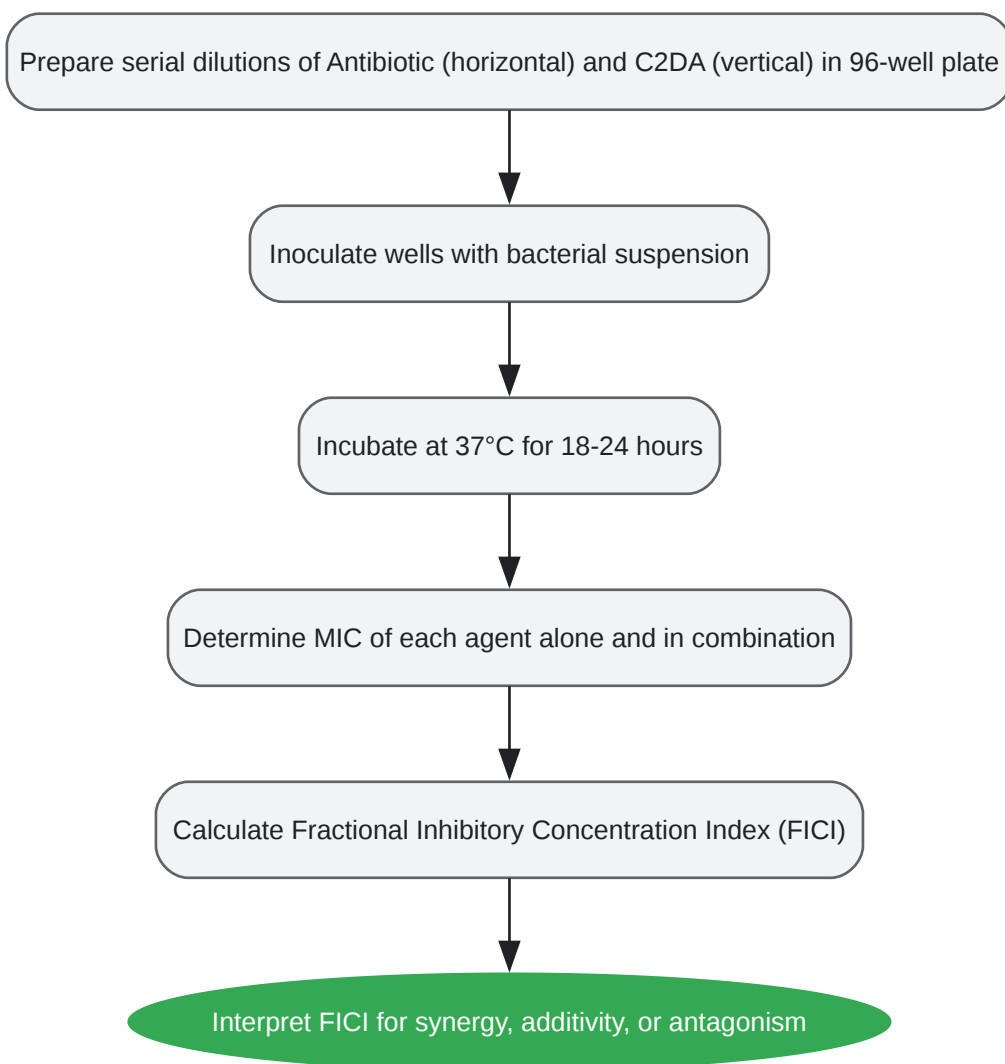 Prepare serial dilutions of Antibiotic (horizontal) and C2DA (vertical) in 96-well plate
Inoculate wells with bacterial suspension
Incubate at 37°C for 18-24 hours
Determine MIC of each agent alone and in combination
Calculate Fractional Inhibitory Concentration Index (FICI)
Interpret FICI for synergy, additivity, or antagonism